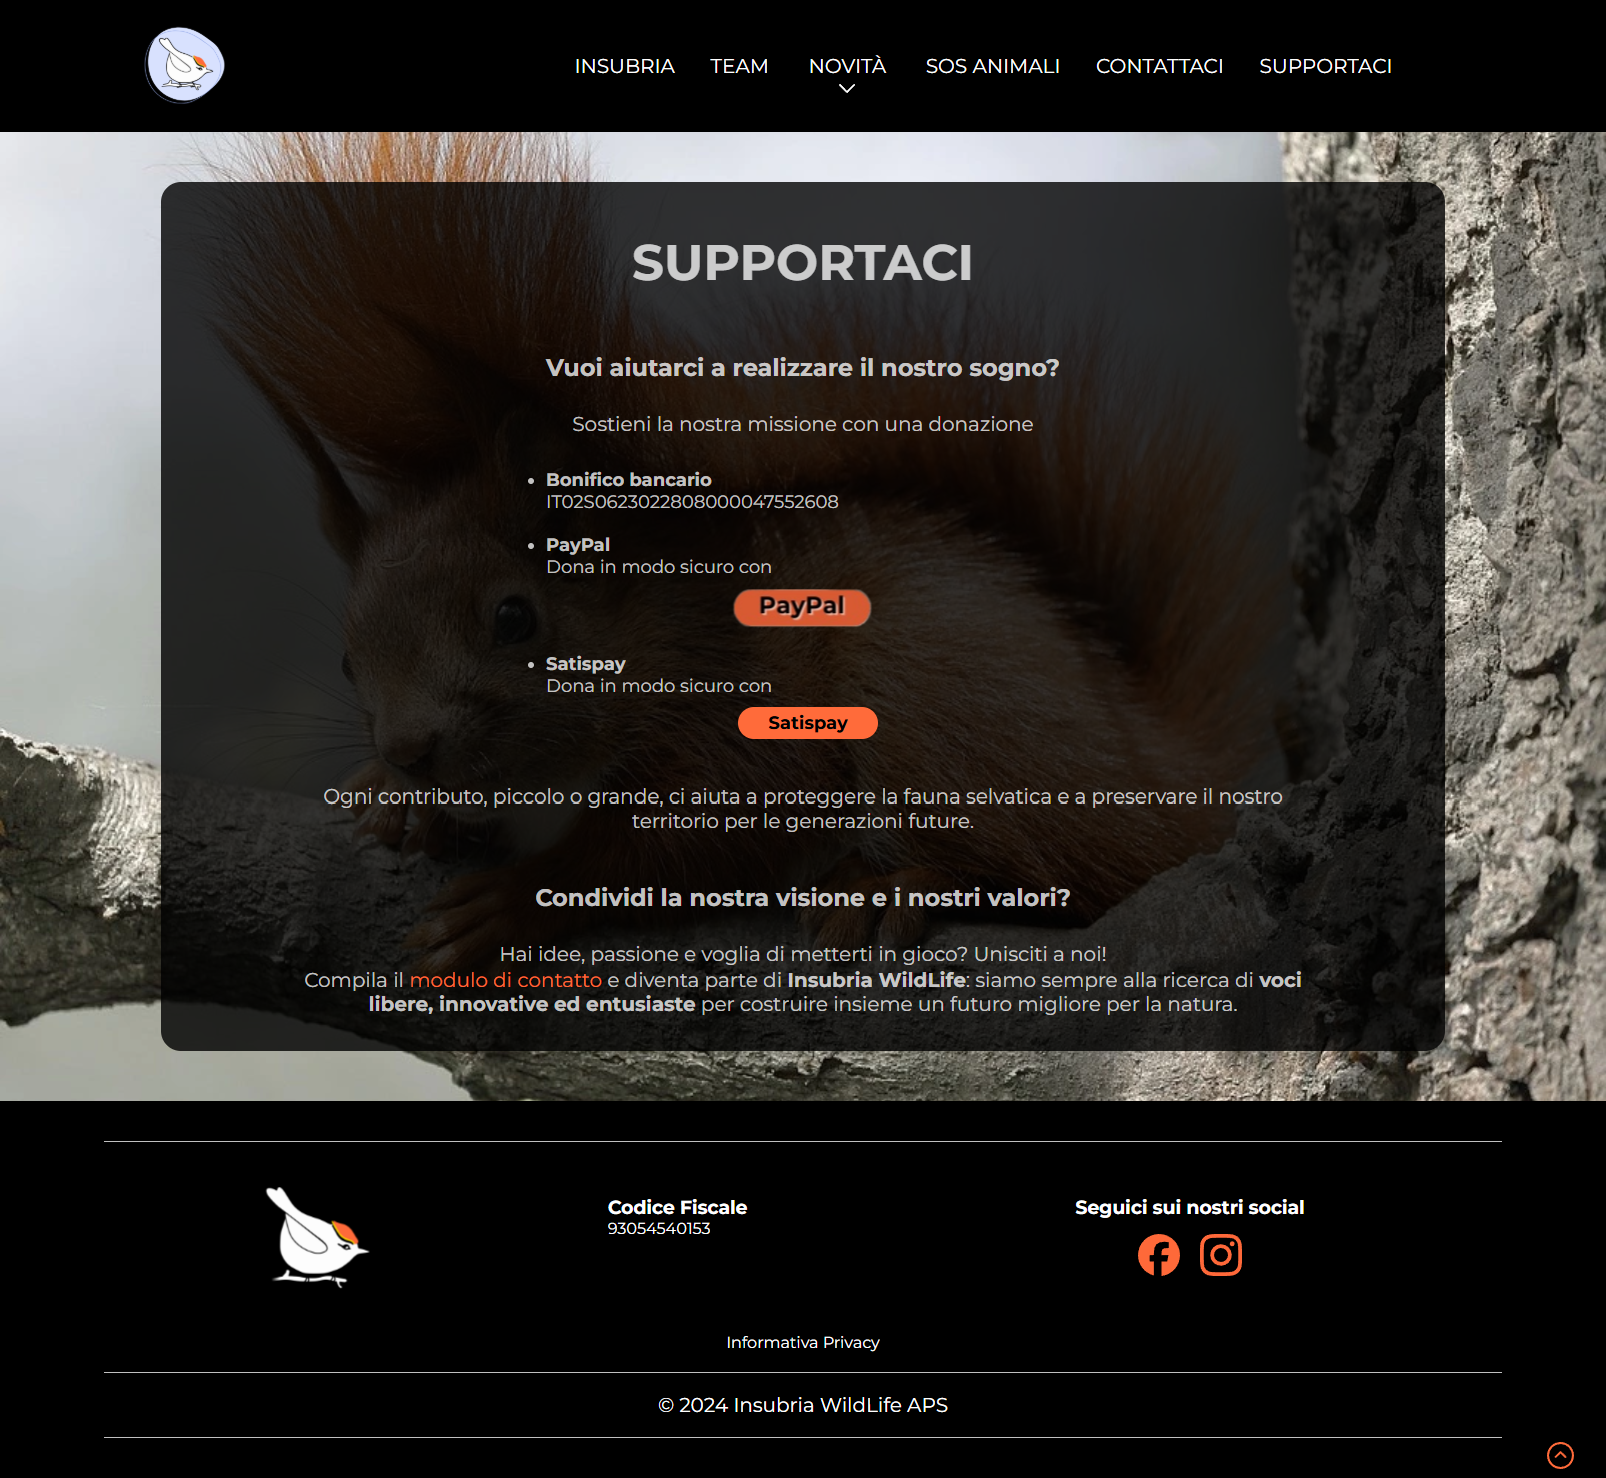 INSUBRIA TEAM NOVITÀ SOS ANIMALI CONTATTACI SUPPORTACI
SUPPORTACI
Vuoi aiutarci a realizzare il nostro sogno?
Sostieni la nostra missione con una donazione
• Bonifico bancario
IT02S0623022808000047552608
• PayPal
Dona in modo sicuro con
PayPal
• Satispay
Dona in modo sicuro con
Satispay
Ogni contributo, piccolo o grande, ci aiuta a proteggere la fauna selvatica e a preservare il nostro
territorio per le generazioni future.
Condividi la nostra visione e i nostri valori?
Hai idee, passione e voglia di metterti in gioco? Unisciti a noi!
Compila il modulo di contatto e diventa parte di Insubria WildLife: siamo sempre alla ricerca di voci
libere, innovative ed entusiaste per costruire insieme un futuro migliore per la natura.
Codice Fiscale
93054540153
Seguici sui nostri social
Informativa Privacy
© 2024 Insubria WildLife APS